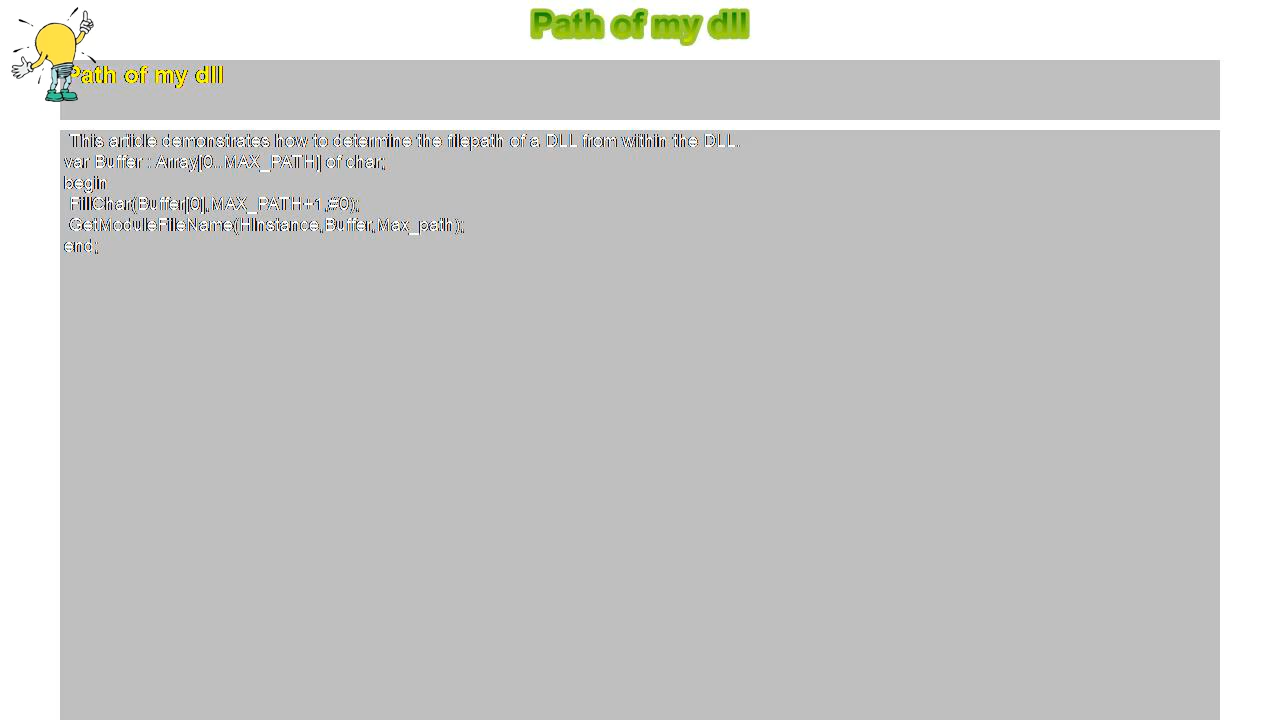 Path of my dll
Path of my dll
This article demonstrates how to determine the filepath of a DLL from within the DLL.
var Buffer : Array[0..MAX_PATH] of char;
begin
FillChar(Buffer[0],MAX_PATH+1,#0);
GetModuleFileName(HInstance,Buffer,Max_path);
end;